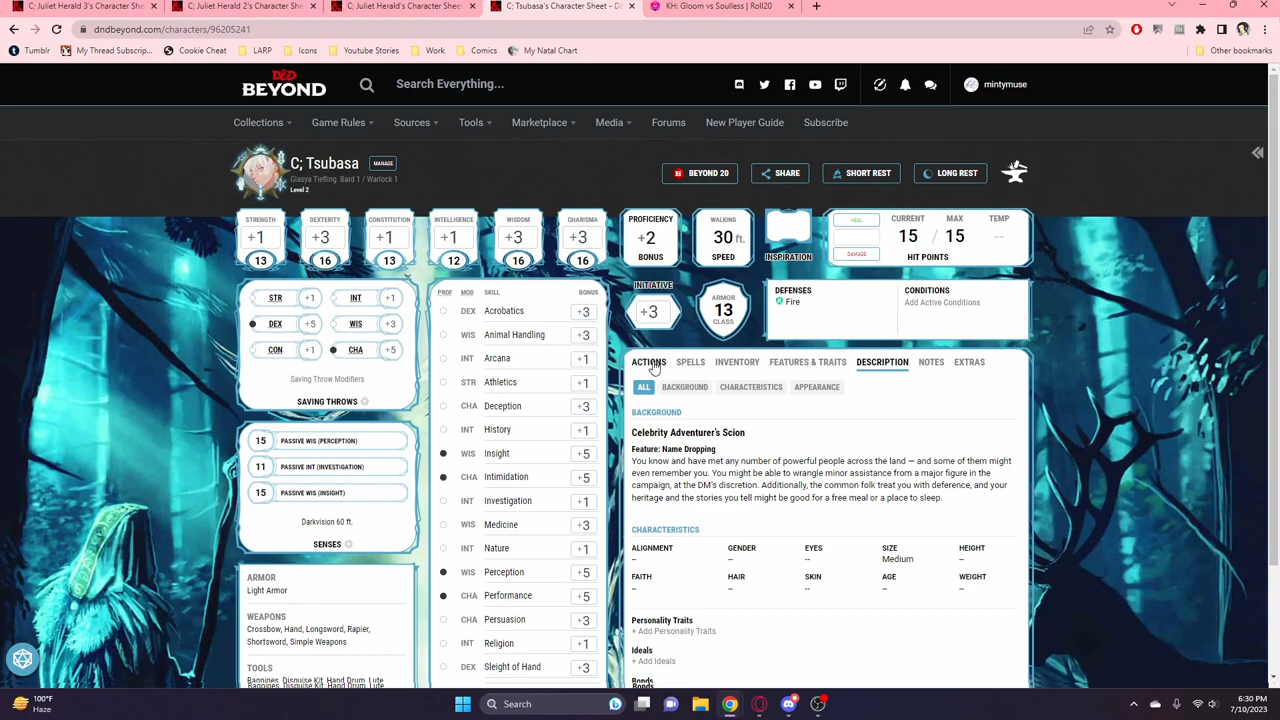 C; Juliet Herald 3's Character She
C; Juliet Herald 2's Character She
C; Juliet Herald's Character Sheet
C; Tsubasa's Character Sheet - D&
KH: Gloom vs Soulless | Roll20
dndbeyond.com/characters/96205241
Tumblr
My Thread Subscrip...
Cookie Cheat
LARP
Icons
Youtube Stories
Work
Comics
My Natal Chart
Other bookmarks
D&D BEYOND
Search Everything...
mintymuse
Collections
Game Rules
Sources
Tools
Marketplace
Media
Forums
New Player Guide
Subscribe
C; Tsubasa
MANAGE
Glasya Tiefling Bard 1 / Warlock 1
Level 2
BEYOND 20
SHARE
SHORT REST
LONG REST
STRENGTH
+1
13
DEXTERITY
+3
16
CONSTITUTION
+1
13
INTELLIGENCE
+1
12
WISDOM
+3
16
CHARISMA
+3
16
PROFICIENCY
+2
BONUS
WALKING
30 ft.
SPEED
INSPIRATION
HEAL
DAMAGE
CURRENT
MAX
TEMP
15 / 15 --
HIT POINTS
STR +1
INT +1
DEX +5
WIS +3
CON +1
CHA +5
Saving Throw Modifiers
SAVING THROWS
15 PASSIVE WIS (PERCEPTION)
11 PASSIVE INT (INVESTIGATION)
15 PASSIVE WIS (INSIGHT)
Darkvision 60 ft.
SENSES
ARMOR
Light Armor
WEAPONS
Crossbow, Hand, Longsword, Rapier,
Shortsword, Simple Weapons
TOOLS
Bagpipes, Disguise Kit, Hand Drum, Lute
PROF MOD SKILL BONUS
DEX Acrobatics +3
WIS Animal Handling +3
INT Arcana +1
STR Athletics +1
CHA Deception +3
INT History +1
WIS Insight +5
CHA Intimidation +5
INT Investigation +1
WIS Medicine +3
INT Nature +1
WIS Perception +5
CHA Performance +5
CHA Persuasion +3
INT Religion +1
DEX Sleight of Hand +3
INITIATIVE
+3
ARMOR
13
CLASS
DEFENSES
Fire
CONDITIONS
Add Active Conditions
ACTIONS
SPELLS
INVENTORY
FEATURES & TRAITS
DESCRIPTION
NOTES
EXTRAS
ALL
BACKGROUND
CHARACTERISTICS
APPEARANCE
BACKGROUND
Celebrity Adventurer's Scion
Feature: Name Dropping
You know and have met any number of powerful people across the land — and some of them might
even remember you. You might be able to wrangle minor assistance from a major figure in the
campaign, at the DM's discretion. Additionally, the common folk treat you with deference, and your
heritage and the stories you tell might be good for a free meal or a place to sleep.
CHARACTERISTICS
ALIGNMENT GENDER EYES SIZE HEIGHT
-- -- -- Medium --
FAITH HAIR SKIN AGE WEIGHT
-- -- -- -- --
Personality Traits
+ Add Personality Traits
Ideals
+ Add Ideals
Bonds
100°F
Haze
Search
6:30 PM
7/10/2023